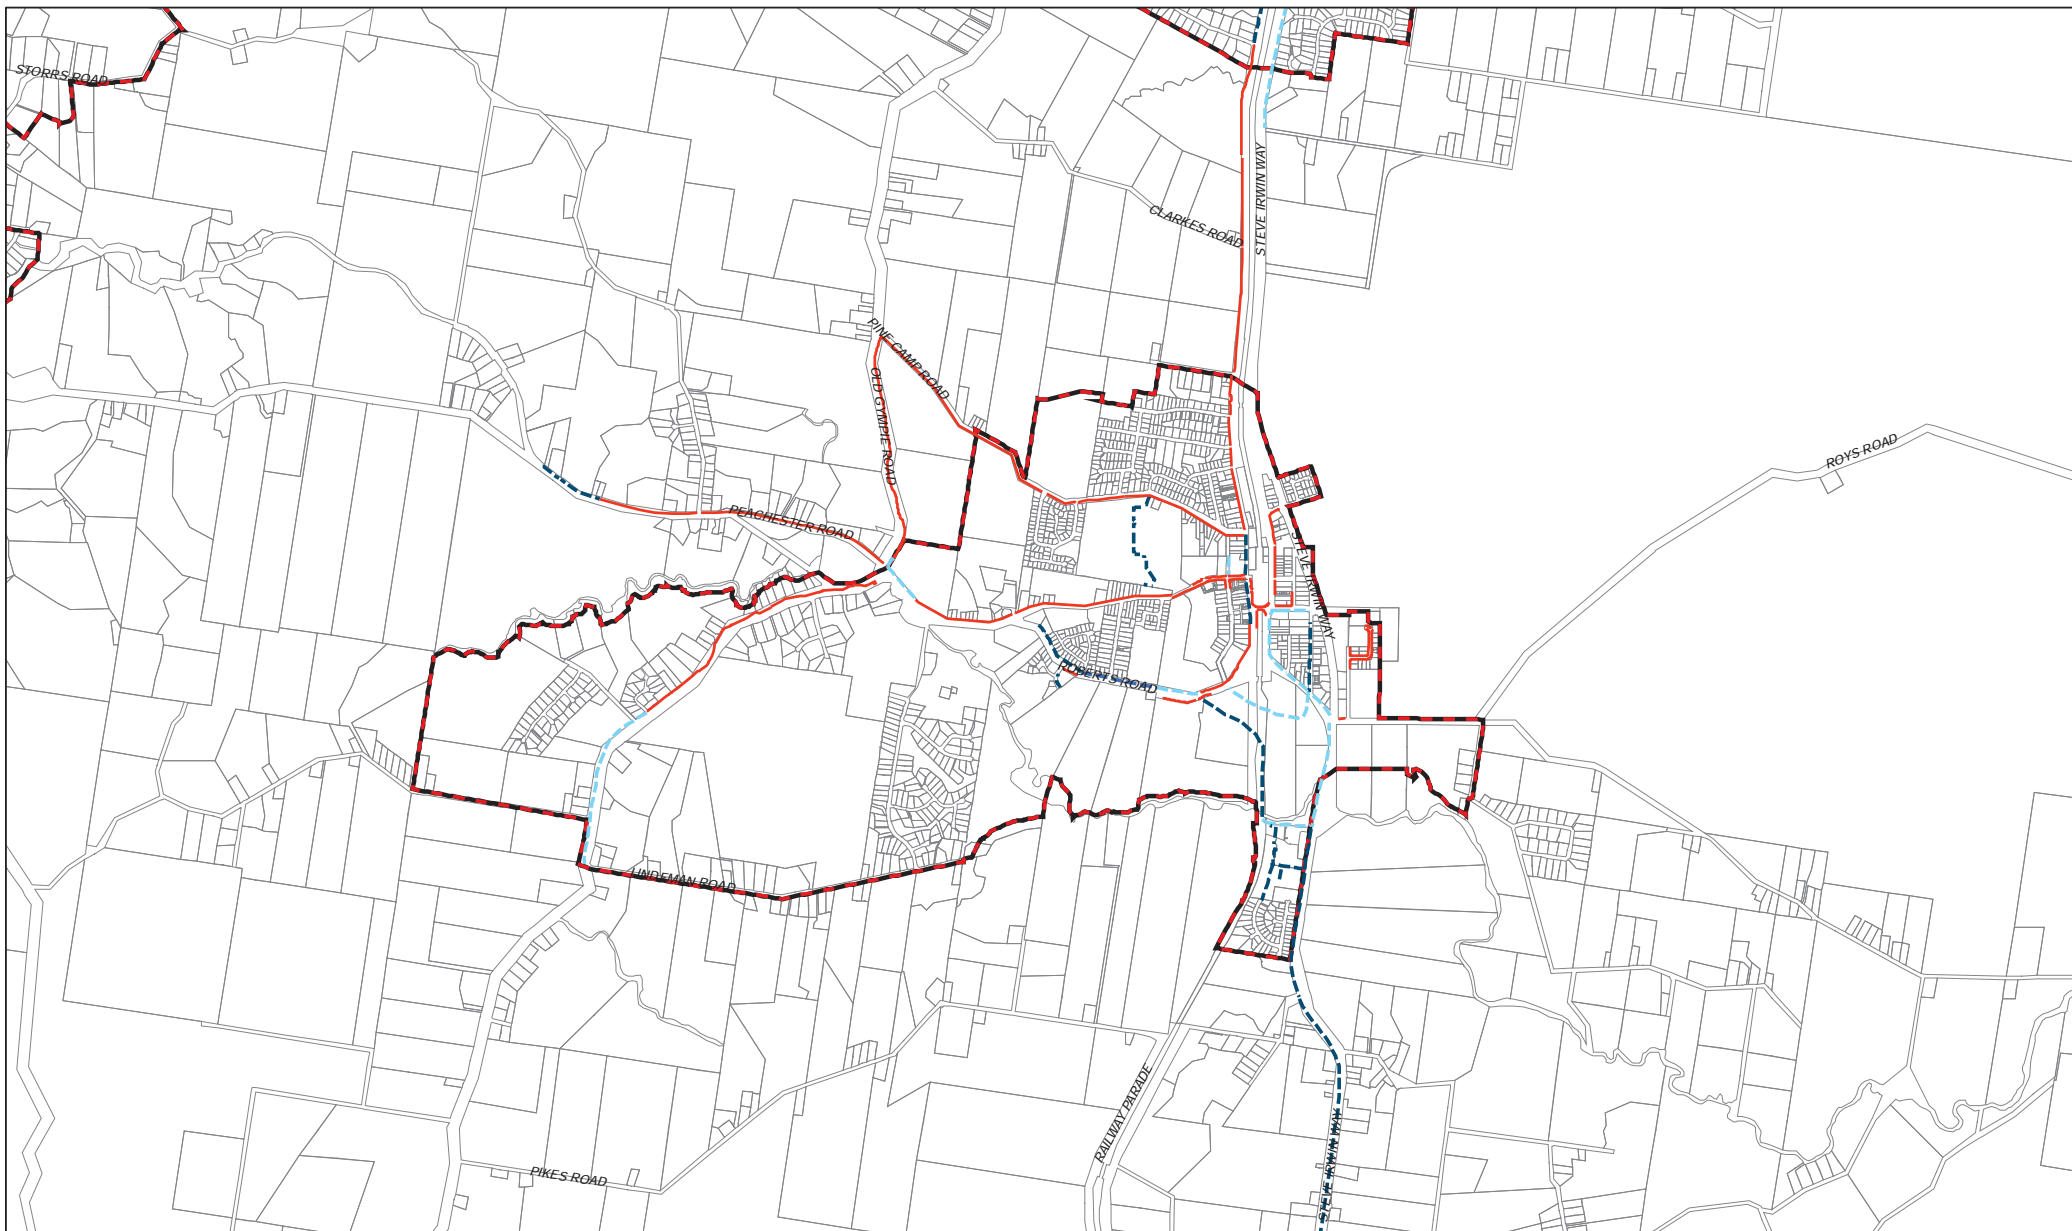 STORRS ROAD
STEVE IRWIN WAY
CLARKES ROAD
PINE CAMP ROAD
OLD GYMPIE ROAD
ROYS ROAD
PEACHESTER ROAD
STEVE IRWIN WAY
ROBERTS ROAD
LINDEMAN ROAD
RAILWAY PARADE
STEVE IRWIN WAY
PIKES ROAD